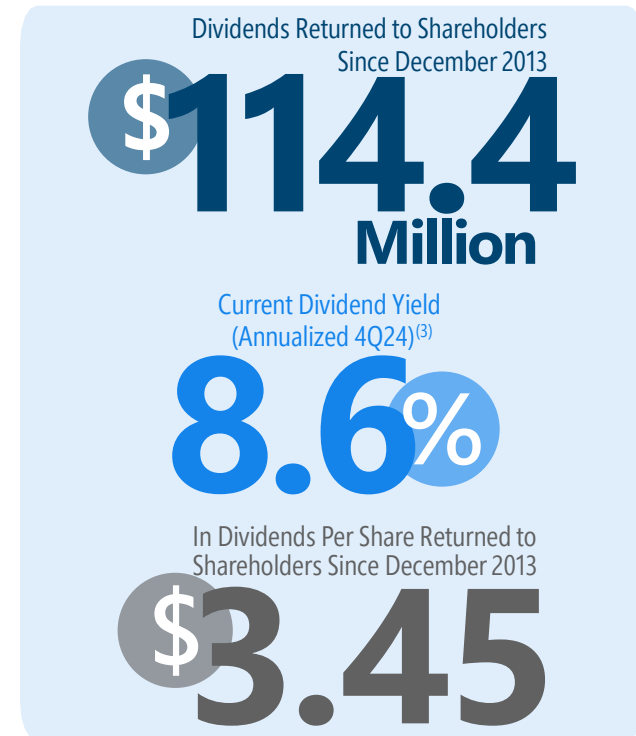 Dividends Returned to Shareholders
Since December 2013
$114.4
Million
Current Dividend Yield
(Annualized 4Q24)(3)
8.6%
In Dividends Per Share Returned to
Shareholders Since December 2013
$3.45